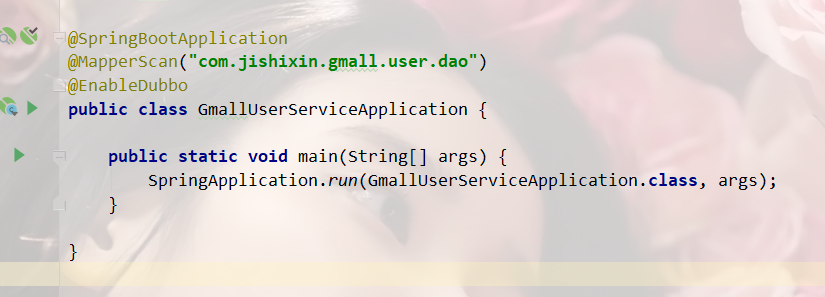 @SpringBootApplication
@MapperScan("com.jishixin.gmall.user.dao")
@EnableDubbo
public class GmallUserServiceApplication {
public static void main(String[] args) {
SpringApplication.run(GmallUserServiceApplication.class, args);
}
}